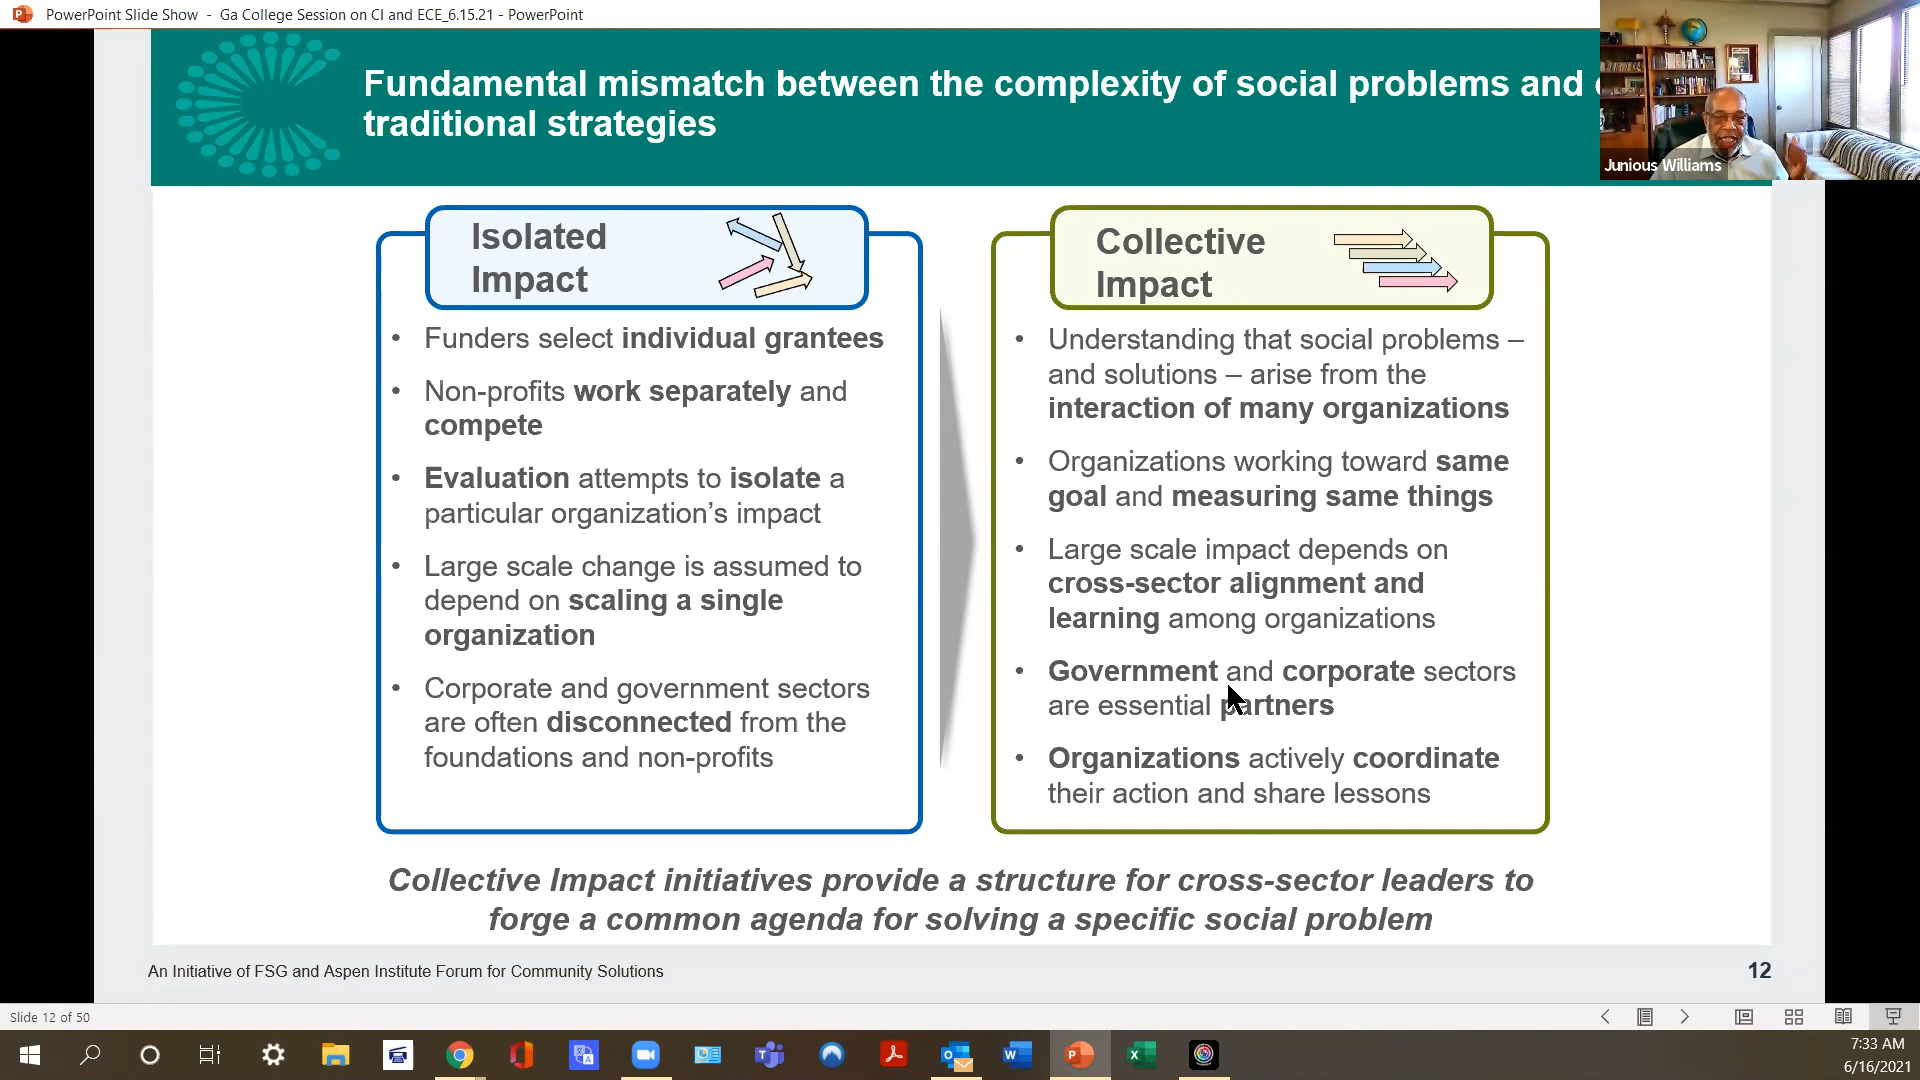 PowerPoint Slide Show - Ga College Session on CI and ECE_6.15.21 - PowerPoint
Fundamental mismatch between the complexity of social problems and
traditional strategies
Junious Williams
Isolated
Impact
• Funders select individual grantees
• Non-profits work separately and
compete
• Evaluation attempts to isolate a
particular organization’s impact
• Large scale change is assumed to
depend on scaling a single
organization
• Corporate and government sectors
are often disconnected from the
foundations and non-profits
Collective
Impact
• Understanding that social problems –
and solutions – arise from the
interaction of many organizations
• Organizations working toward same
goal and measuring same things
• Large scale impact depends on
cross-sector alignment and
learning among organizations
• Government and corporate sectors
are essential partners
• Organizations actively coordinate
their action and share lessons
Collective Impact initiatives provide a structure for cross-sector leaders to
forge a common agenda for solving a specific social problem
An Initiative of FSG and Aspen Institute Forum for Community Solutions
12
Slide 12 of 50
7:33 AM
6/16/2021